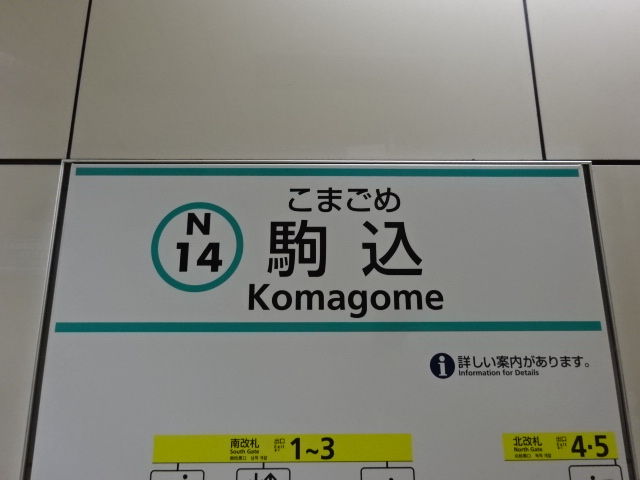 こまごめ
N
14
駒込
Komagome
i 詳しい案内があります。
Information for Details
南改札 出口 1~3
South Gate Exit
北改札 出口 4・5
North Gate Exit